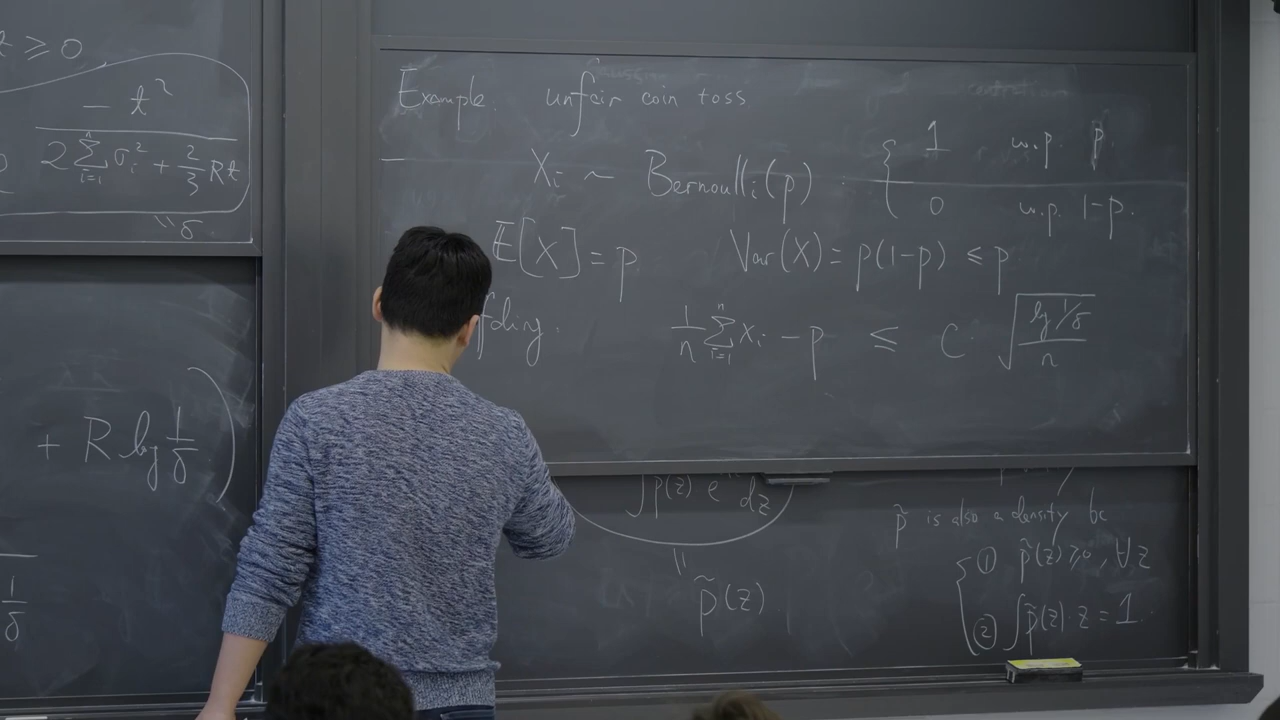 t ≥ 0
- t²
2 Σ_{i=1}^{n} σ_i² + 2/3 Rt
"δ
+ R log 1/δ )
1/δ
Example. unfair coin toss
X_i ~ Bernoulli(p) { 1 w.p. p
0 w.p. 1-p.
E[X] = p Var(X) = p(1-p) ≤ p
fding. 1/n Σ_{i=1}^{n} X_i - p ≤ C · √(log 1/δ / n)
∫ p(z) e dz
||
p̃(z)
p̃ is also a density bc
{ ① p̃(z) ≥ 0, ∀z
② ∫ p̃(z) · z = 1.